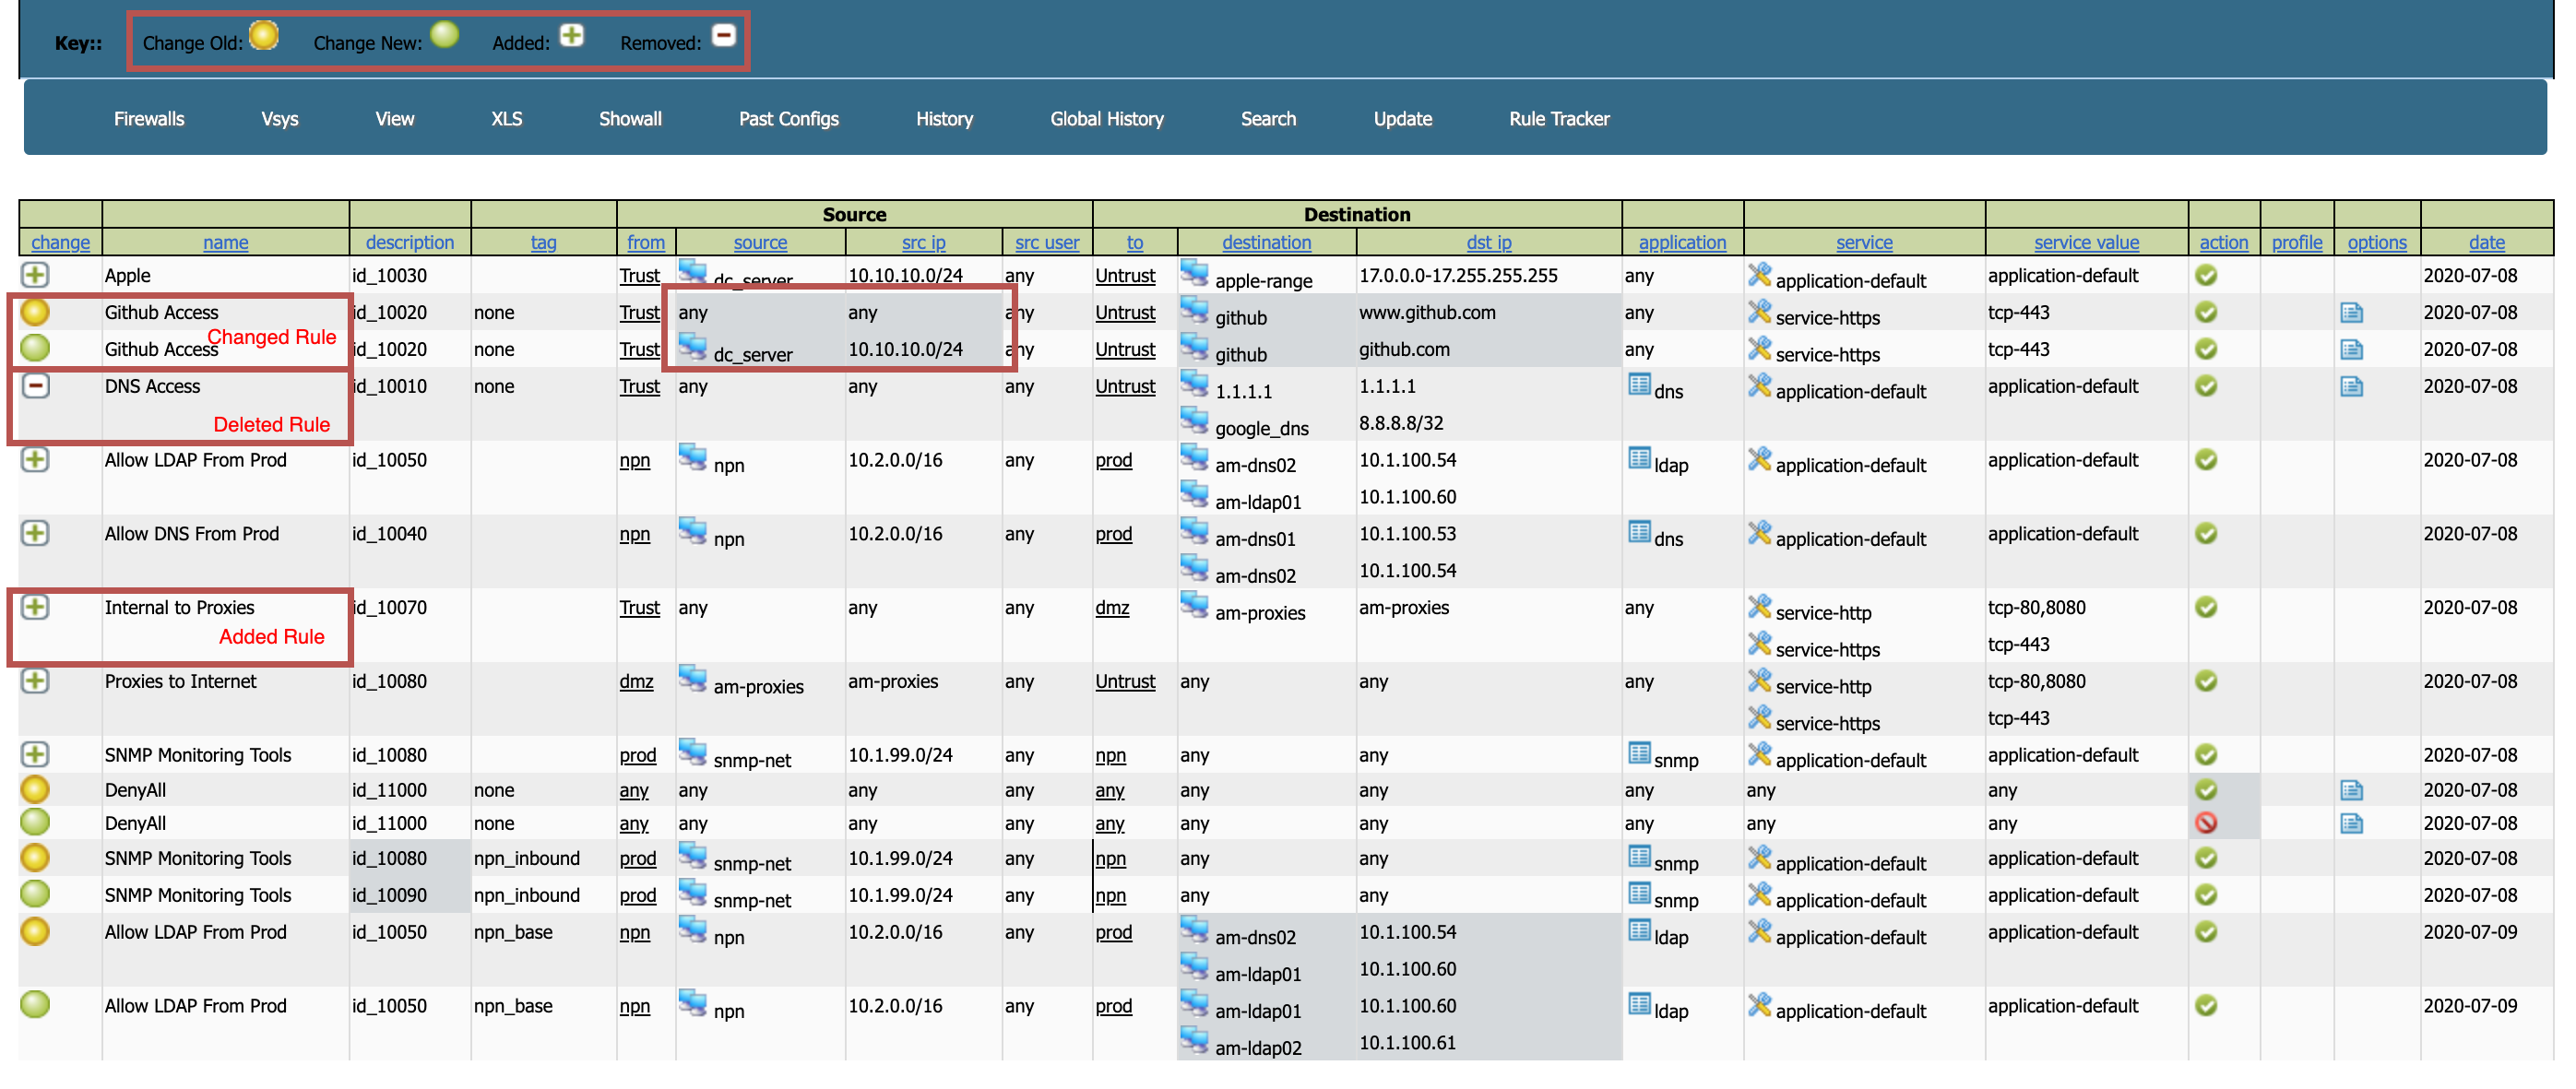 Key:: Change Old: Change New: Added: Removed:
Firewalls Vsys View XLS Showall Past Configs History Global History Search Update Rule Tracker
Source Destination
change name description tag from source src ip src user to destination dst ip application service service value action profile options date
Apple id_10030 Trust dc_server 10.10.10.0/24 any Untrust apple-range 17.0.0.0-17.255.255.255 any application-default application-default 2020-07-08
Github Access id_10020 none Trust any any any Untrust github www.github.com any service-https tcp-443 2020-07-08
Changed Rule
Github Access id_10020 none Trust dc_server 10.10.10.0/24 any Untrust github github.com any service-https tcp-443 2020-07-08
DNS Access id_10010 none Trust any any any Untrust 1.1.1.1 1.1.1.1 dns application-default application-default 2020-07-08
Deleted Rule google_dns 8.8.8.8/32
Allow LDAP From Prod id_10050 npn npn 10.2.0.0/16 any prod am-dns02 10.1.100.54 ldap application-default application-default 2020-07-08
am-ldap01 10.1.100.60
Allow DNS From Prod id_10040 npn npn 10.2.0.0/16 any prod am-dns01 10.1.100.53 dns application-default application-default 2020-07-08
am-dns02 10.1.100.54
Internal to Proxies id_10070 Trust any any any dmz am-proxies am-proxies any service-http tcp-80,8080 2020-07-08
Added Rule service-https tcp-443
Proxies to Internet id_10080 dmz am-proxies am-proxies any Untrust any any any service-http tcp-80,8080 2020-07-08
service-https tcp-443
SNMP Monitoring Tools id_10080 prod snmp-net 10.1.99.0/24 any npn any any snmp application-default application-default 2020-07-08
DenyAll id_11000 none any any any any any any any any any any 2020-07-08
DenyAll id_11000 none any any any any any any any any any any 2020-07-08
SNMP Monitoring Tools id_10080 npn_inbound prod snmp-net 10.1.99.0/24 any npn any any snmp application-default application-default 2020-07-08
SNMP Monitoring Tools id_10090 npn_inbound prod snmp-net 10.1.99.0/24 any npn any any snmp application-default application-default 2020-07-08
Allow LDAP From Prod id_10050 npn_base npn npn 10.2.0.0/16 any prod am-dns02 10.1.100.54 ldap application-default application-default 2020-07-09
am-ldap01 10.1.100.60
Allow LDAP From Prod id_10050 npn_base npn npn 10.2.0.0/16 any prod am-ldap01 10.1.100.60 ldap application-default application-default 2020-07-09
am-ldap02 10.1.100.61